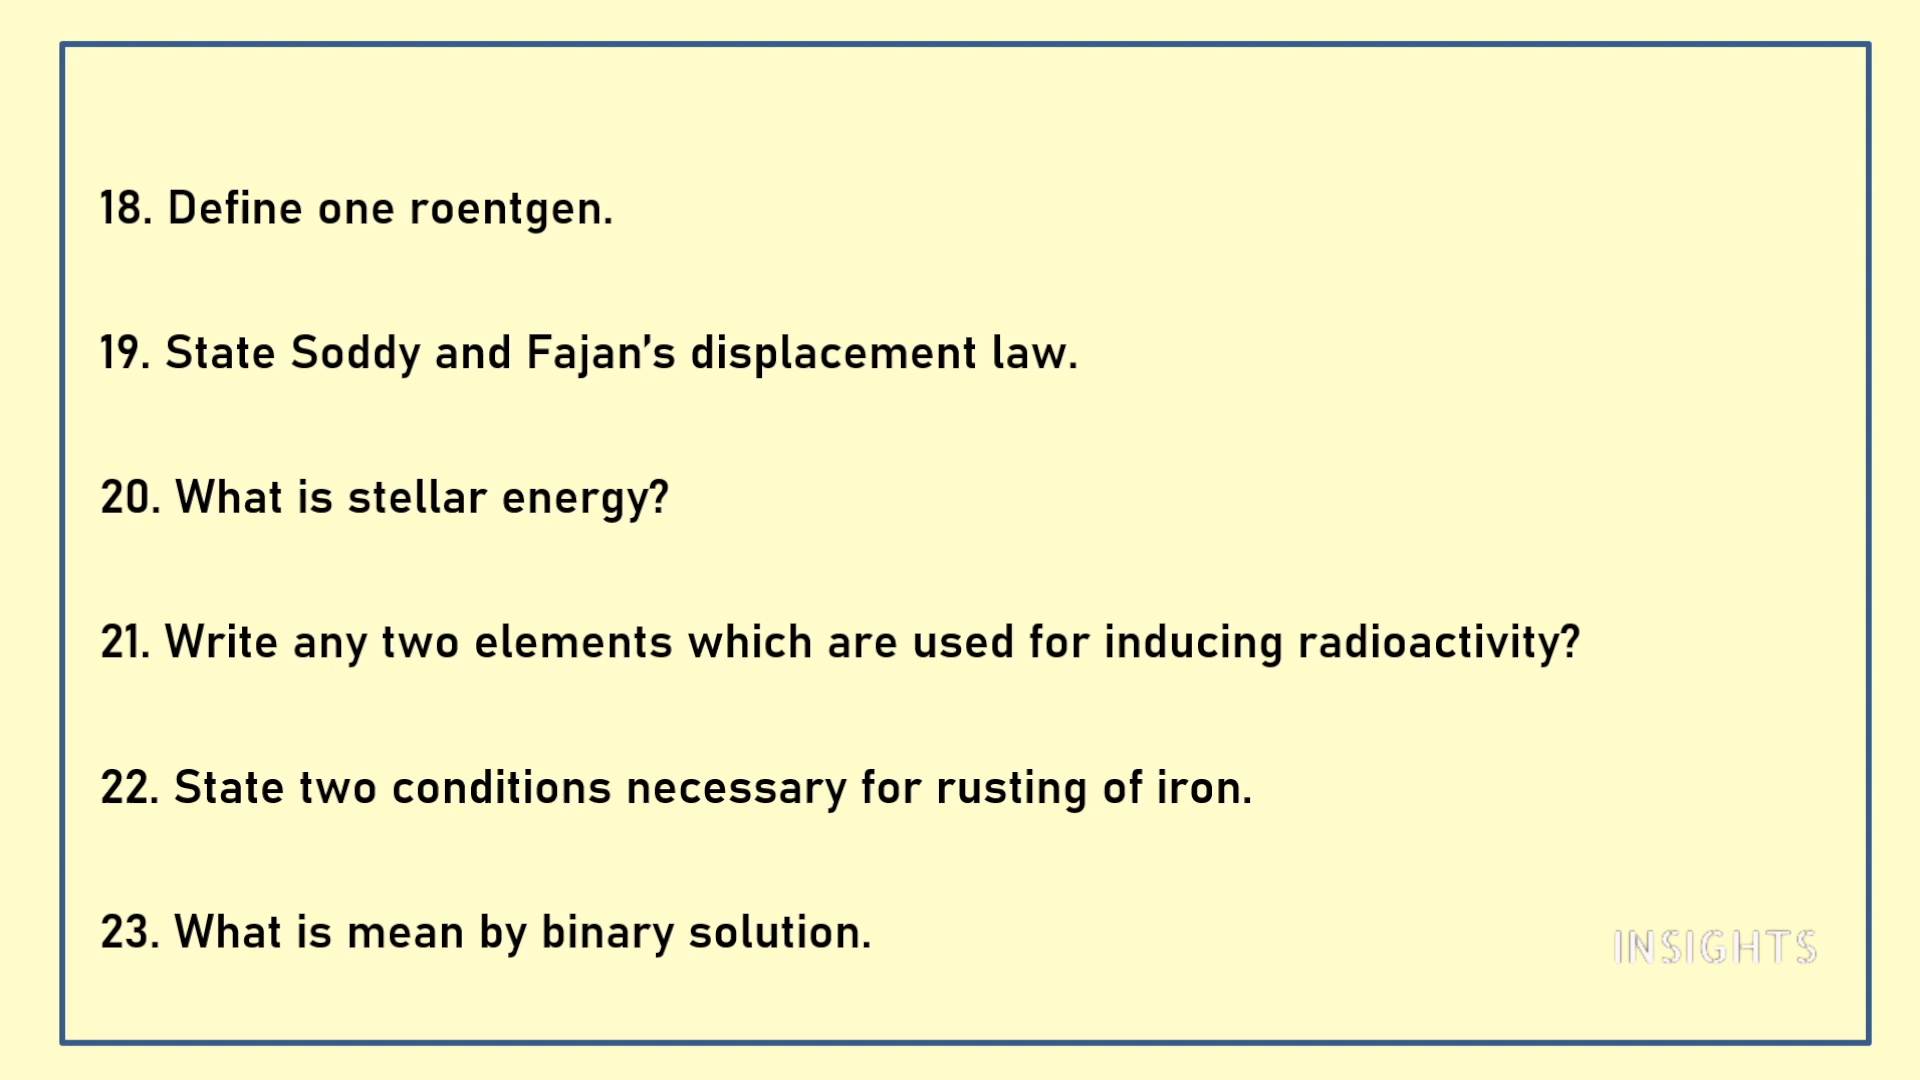 18. Define one roentgen.
19. State Soddy and Fajan’s displacement law.
20. What is stellar energy?
21. Write any two elements which are used for inducing radioactivity?
22. State two conditions necessary for rusting of iron.
23. What is mean by binary solution.
INSIGHTS